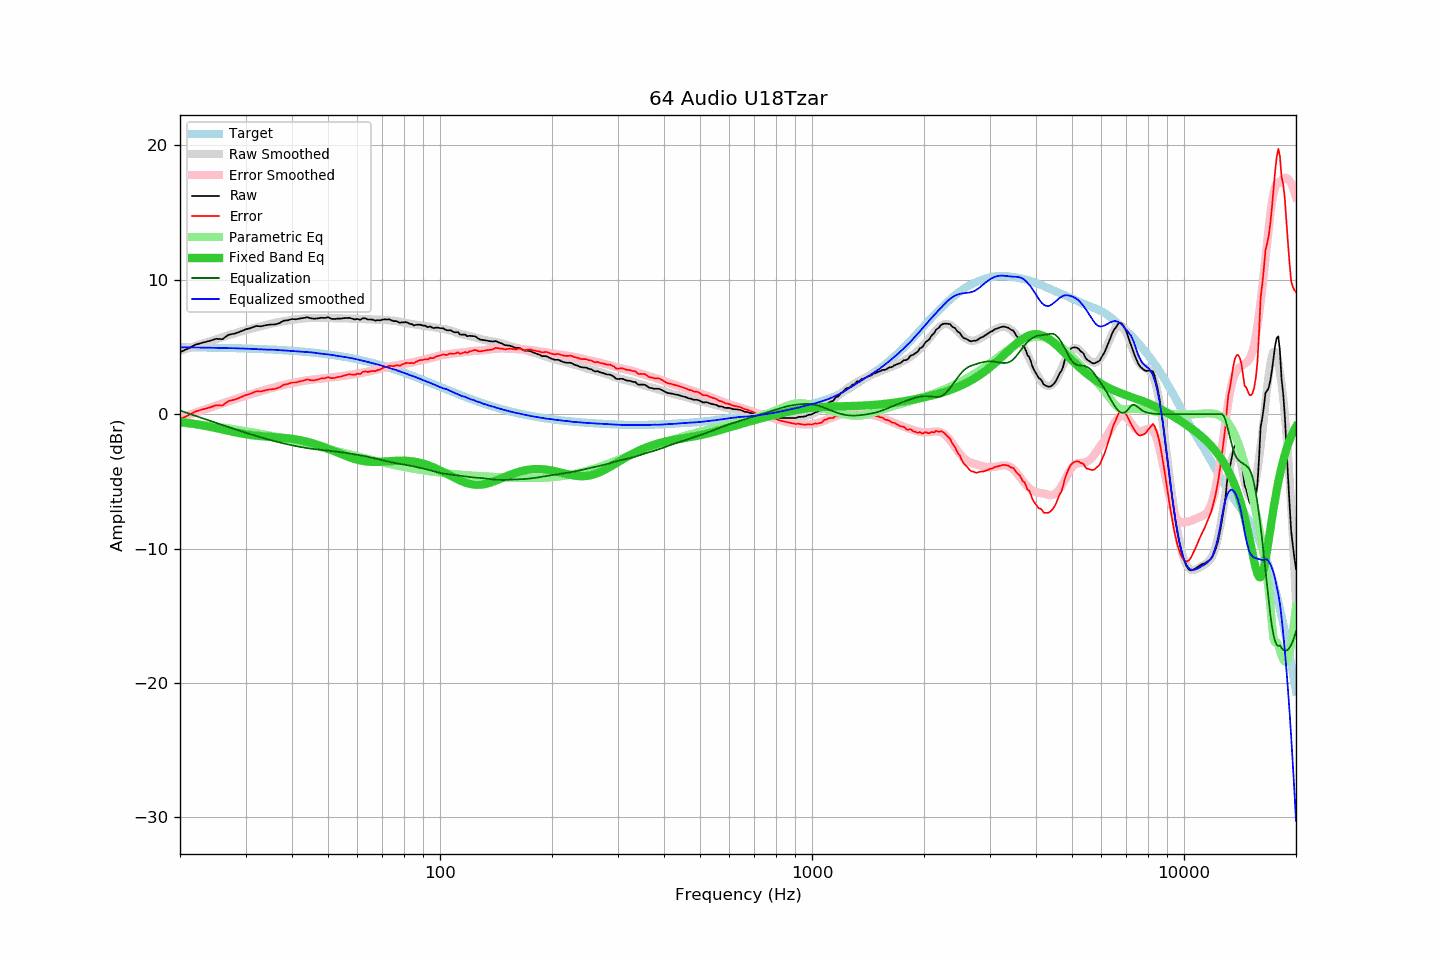 64 Audio U18Tzar
Target
Raw Smoothed
Error Smoothed
Raw
Error
Parametric Eq
Fixed Band Eq
Equalization
Equalized smoothed
20
10
0
−10
−20
−30
Amplitude (dBr)
100
1000
10000
Frequency (Hz)